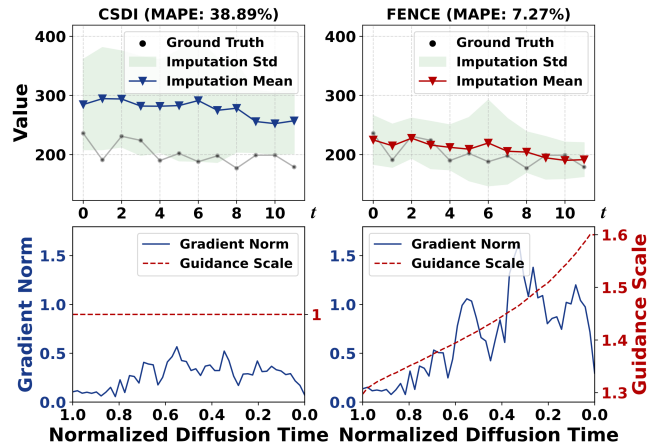 CSDI (MAPE: 38.89%)
FENCE (MAPE: 7.27%)
Value
400
300
200
Ground Truth
Imputation Std
Imputation Mean
0 2 4 6 8 10 t
400
300
200
Ground Truth
Imputation Std
Imputation Mean
0 2 4 6 8 10 t
Gradient Norm
1.5
1.0
0.5
0.0
Gradient Norm
Guidance Scale
1
1.0 0.8 0.6 0.4 0.2 0.0
Normalized Diffusion Time
1.5
1.0
0.5
0.0
Gradient Norm
Guidance Scale
1.6
1.5
1.4
1.3
Guidance Scale
1.0 0.8 0.6 0.4 0.2 0.0
Normalized Diffusion Time